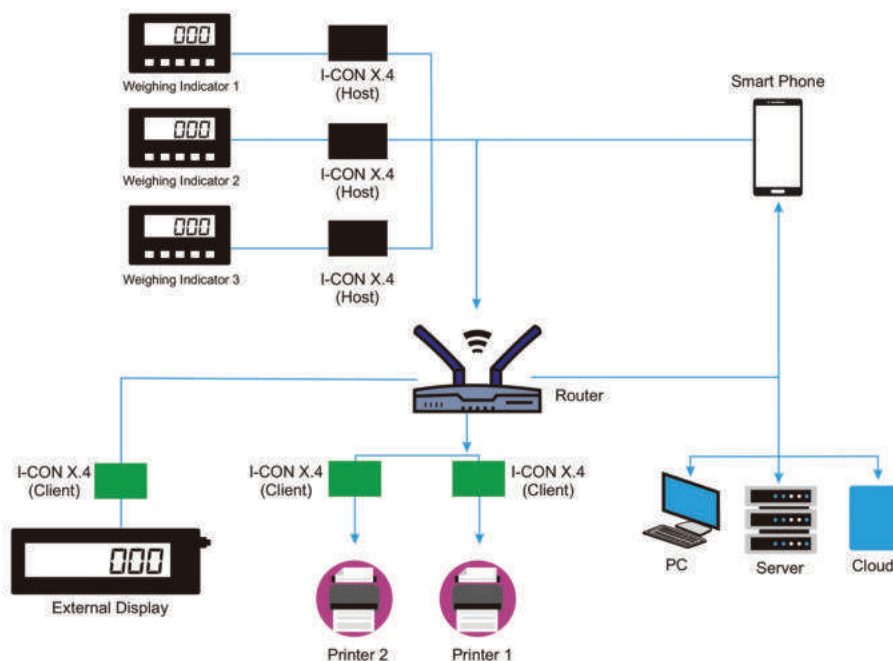 000
Weighing Indicator 1
I-CON X.4
(Host)
Smart Phone
000
Weighing Indicator 2
I-CON X.4
(Host)
000
Weighing Indicator 3
I-CON X.4
(Host)
Router
I-CON X.4
(Client)
I-CON X.4
(Client)
I-CON X.4
(Client)
000
External Display
Printer 2
Printer 1
PC
Server
Cloud